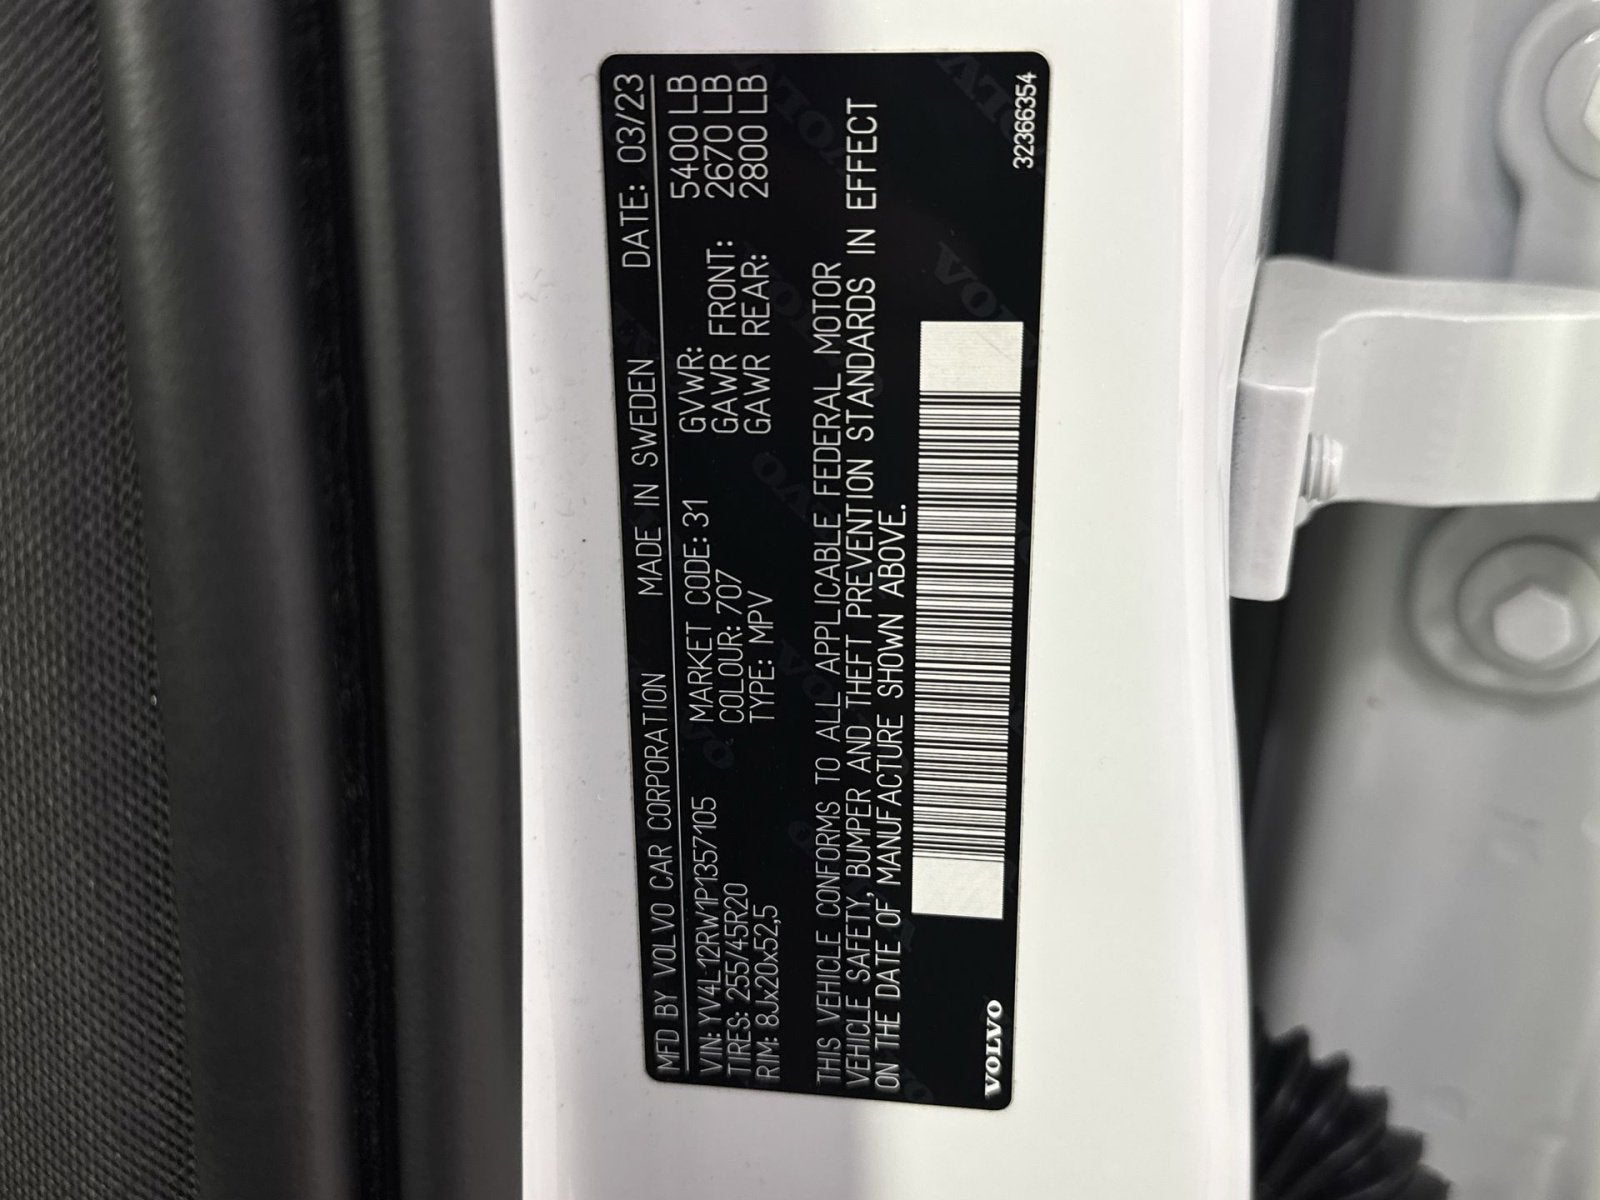 MFD BY VOLVO CAR CORPORATION MADE IN SWEDEN DATE: 03/23
VIN: YV4L12RW1P1357105 MARKET CODE: 31 GVWR: 5400 LB
TIRES: 255/45R20 COLOUR: 707 GAWR FRONT: 2670 LB
RIM: 8Jx20x52,5 TYPE: MPV GAWR REAR: 2800 LB
THIS VEHICLE CONFORMS TO ALL APPLICABLE FEDERAL MOTOR
VEHICLE SAFETY, BUMPER AND THEFT PREVENTION STANDARDS IN EFFECT
ON THE DATE OF MANUFACTURE SHOWN ABOVE.
VOLVO
32366354